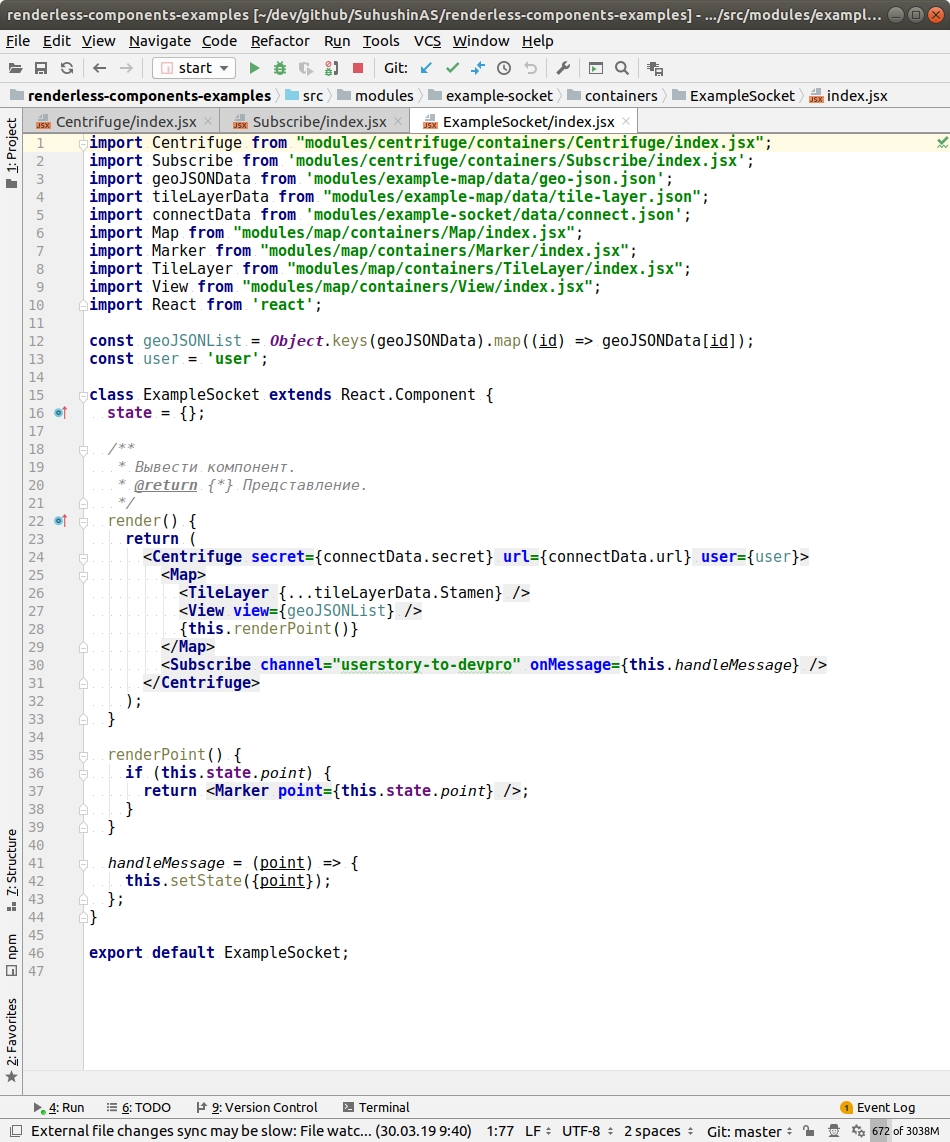 renderless-components-examples [~/dev/github/SuhushinAS/renderless-components-examples] - .../src/modules/exampl...
File Edit View Navigate Code Refactor Run Tools VCS Window Help
start Git:
renderless-components-examples src modules example-socket containers ExampleSocket index.jsx
Centrifuge/index.jsx Subscribe/index.jsx ExampleSocket/index.jsx
1: Project
1 import Centrifuge from "modules/centrifuge/containers/Centrifuge/index.jsx";
2 import Subscribe from 'modules/centrifuge/containers/Subscribe/index.jsx';
3 import geoJSONData from 'modules/example-map/data/geo-json.json';
4 import tileLayerData from "modules/example-map/data/tile-layer.json";
5 import connectData from 'modules/example-socket/data/connect.json';
6 import Map from "modules/map/containers/Map/index.jsx";
7 import Marker from "modules/map/containers/Marker/index.jsx";
8 import TileLayer from "modules/map/containers/TileLayer/index.jsx";
9 import View from "modules/map/containers/View/index.jsx";
10 import React from 'react';
11
12 const geoJSONList = Object.keys(geoJSONData).map((id) => geoJSONData[id]);
13 const user = 'user';
14
15 class ExampleSocket extends React.Component {
16 state = {};
17
18 /**
19 * Вывести компонент.
20 * @return {*} Представление.
21 */
22 render() {
23 return (
24 <Centrifuge secret={connectData.secret} url={connectData.url} user={user}>
25 <Map>
26 <TileLayer {...tileLayerData.Stamen} />
27 <View view={geoJSONList} />
28 {this.renderPoint()}
29 </Map>
30 <Subscribe channel="userstory-to-devpro" onMessage={this.handleMessage} />
31 </Centrifuge>
32 );
33 }
34
35 renderPoint() {
36 if (this.state.point) {
37 return <Marker point={this.state.point} />;
38 }
39 }
40
41 handleMessage = (point) => {
42 this.setState({point});
43 };
44 }
45
46 export default ExampleSocket;
47
7: Structure
npm
2: Favorites
4: Run 6: TODO 9: Version Control Terminal 1 Event Log
External file changes sync may be slow: File watc... (30.03.19 9:40) 1:77 LF UTF-8 2 spaces Git: master 672 of 3038M